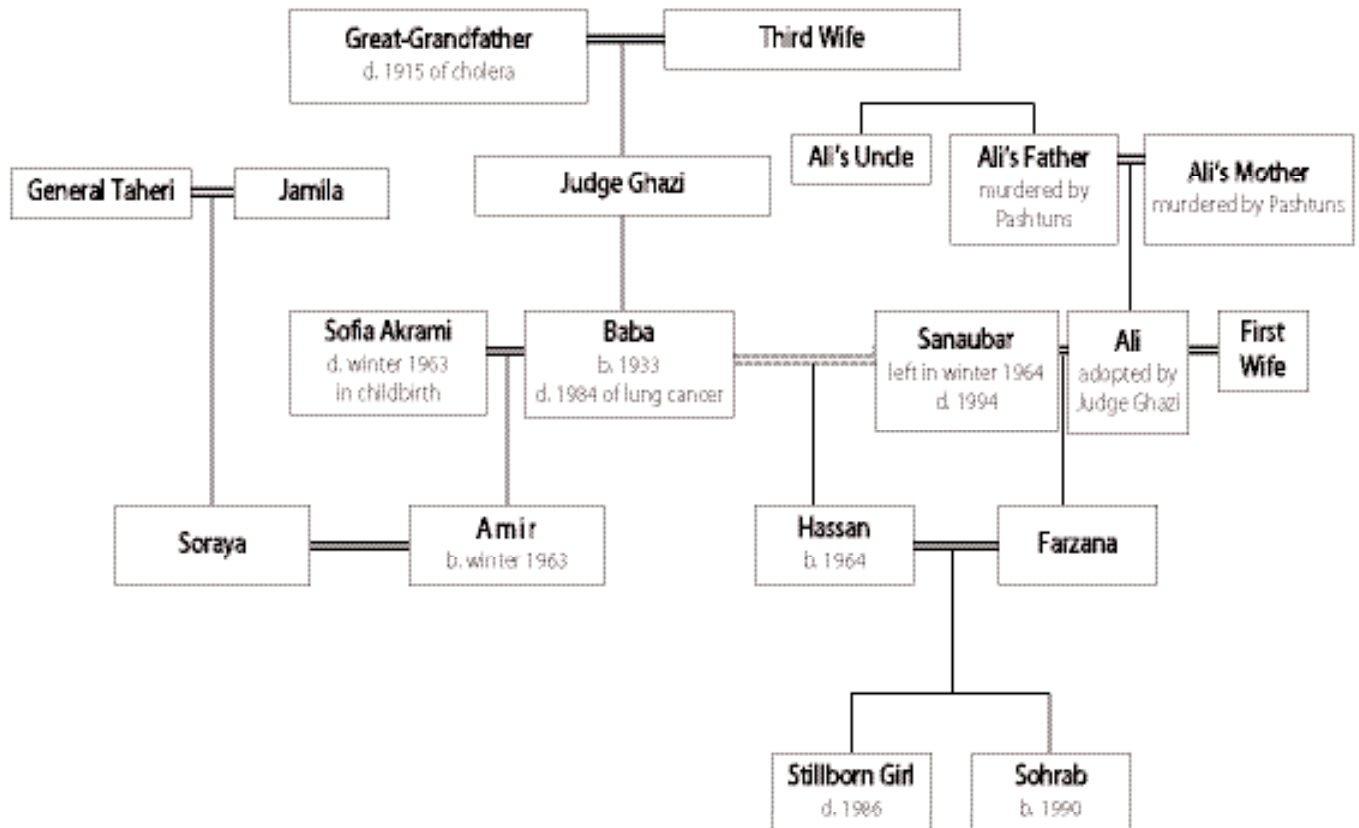 Great-Grandfather
d. 1915 of cholera
Third Wife
Ali's Uncle
Ali's Father
murdered by
Pashtuns
Ali's Mother
murdered by Pashtuns
General Taheri
Jamila
Judge Ghazi
Sofia Akrami
d. winter 1963
in childbirth
Baba
b. 1933
d. 1984 of lung cancer
Sanaubar
left in winter 1964
d. 1994
Ali
adopted by
Judge Ghazi
First
Wife
Soraya
Amir
b. winter 1963
Hassan
b. 1964
Farzana
Stillborn Girl
d. 1986
Sohrab
b. 1990